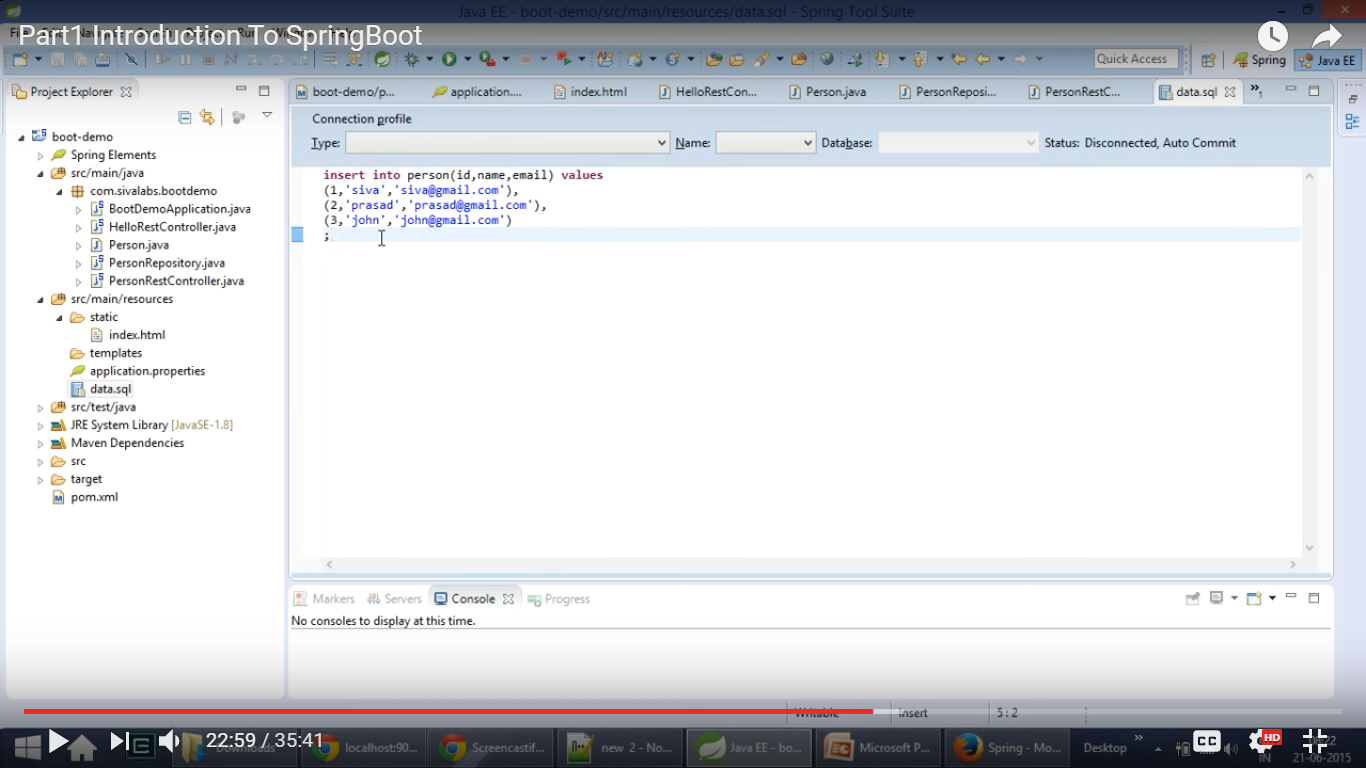 Java EE - boot-demo/src/main/resources/data.sql - Spring Tool Suite
Part1 Introduction To SpringBoot
Quick Access
Spring
Java EE
Project Explorer
boot-demo
Spring Elements
src/main/java
com.sivalabs.bootdemo
BootDemoApplication.java
HelloRestController.java
Person.java
PersonRepository.java
PersonRestController.java
src/main/resources
static
index.html
templates
application.properties
data.sql
src/test/java
JRE System Library [JavaSE-1.8]
Maven Dependencies
src
target
pom.xml
boot-demo/p...
application....
index.html
HelloRestCon...
Person.java
PersonReposi...
PersonRestC...
data.sql
»1
Connection profile
Type:
Name:
Database:
Status: Disconnected, Auto Commit
insert into person(id,name,email) values
(1,'siva','siva@gmail.com'),
(2,'prasad','prasad@gmail.com'),
(3,'john','john@gmail.com')
;
Markers
Servers
Console
Progress
No consoles to display at this time.
Writable
Insert
5 : 2
22:59 / 35:41
Downloads
localhost:90...
Screencastif...
new 2 - No...
Java EE - bo...
Microsoft P...
Spring - Mo...
Desktop
»
CC
HD
IN
21-06-2015